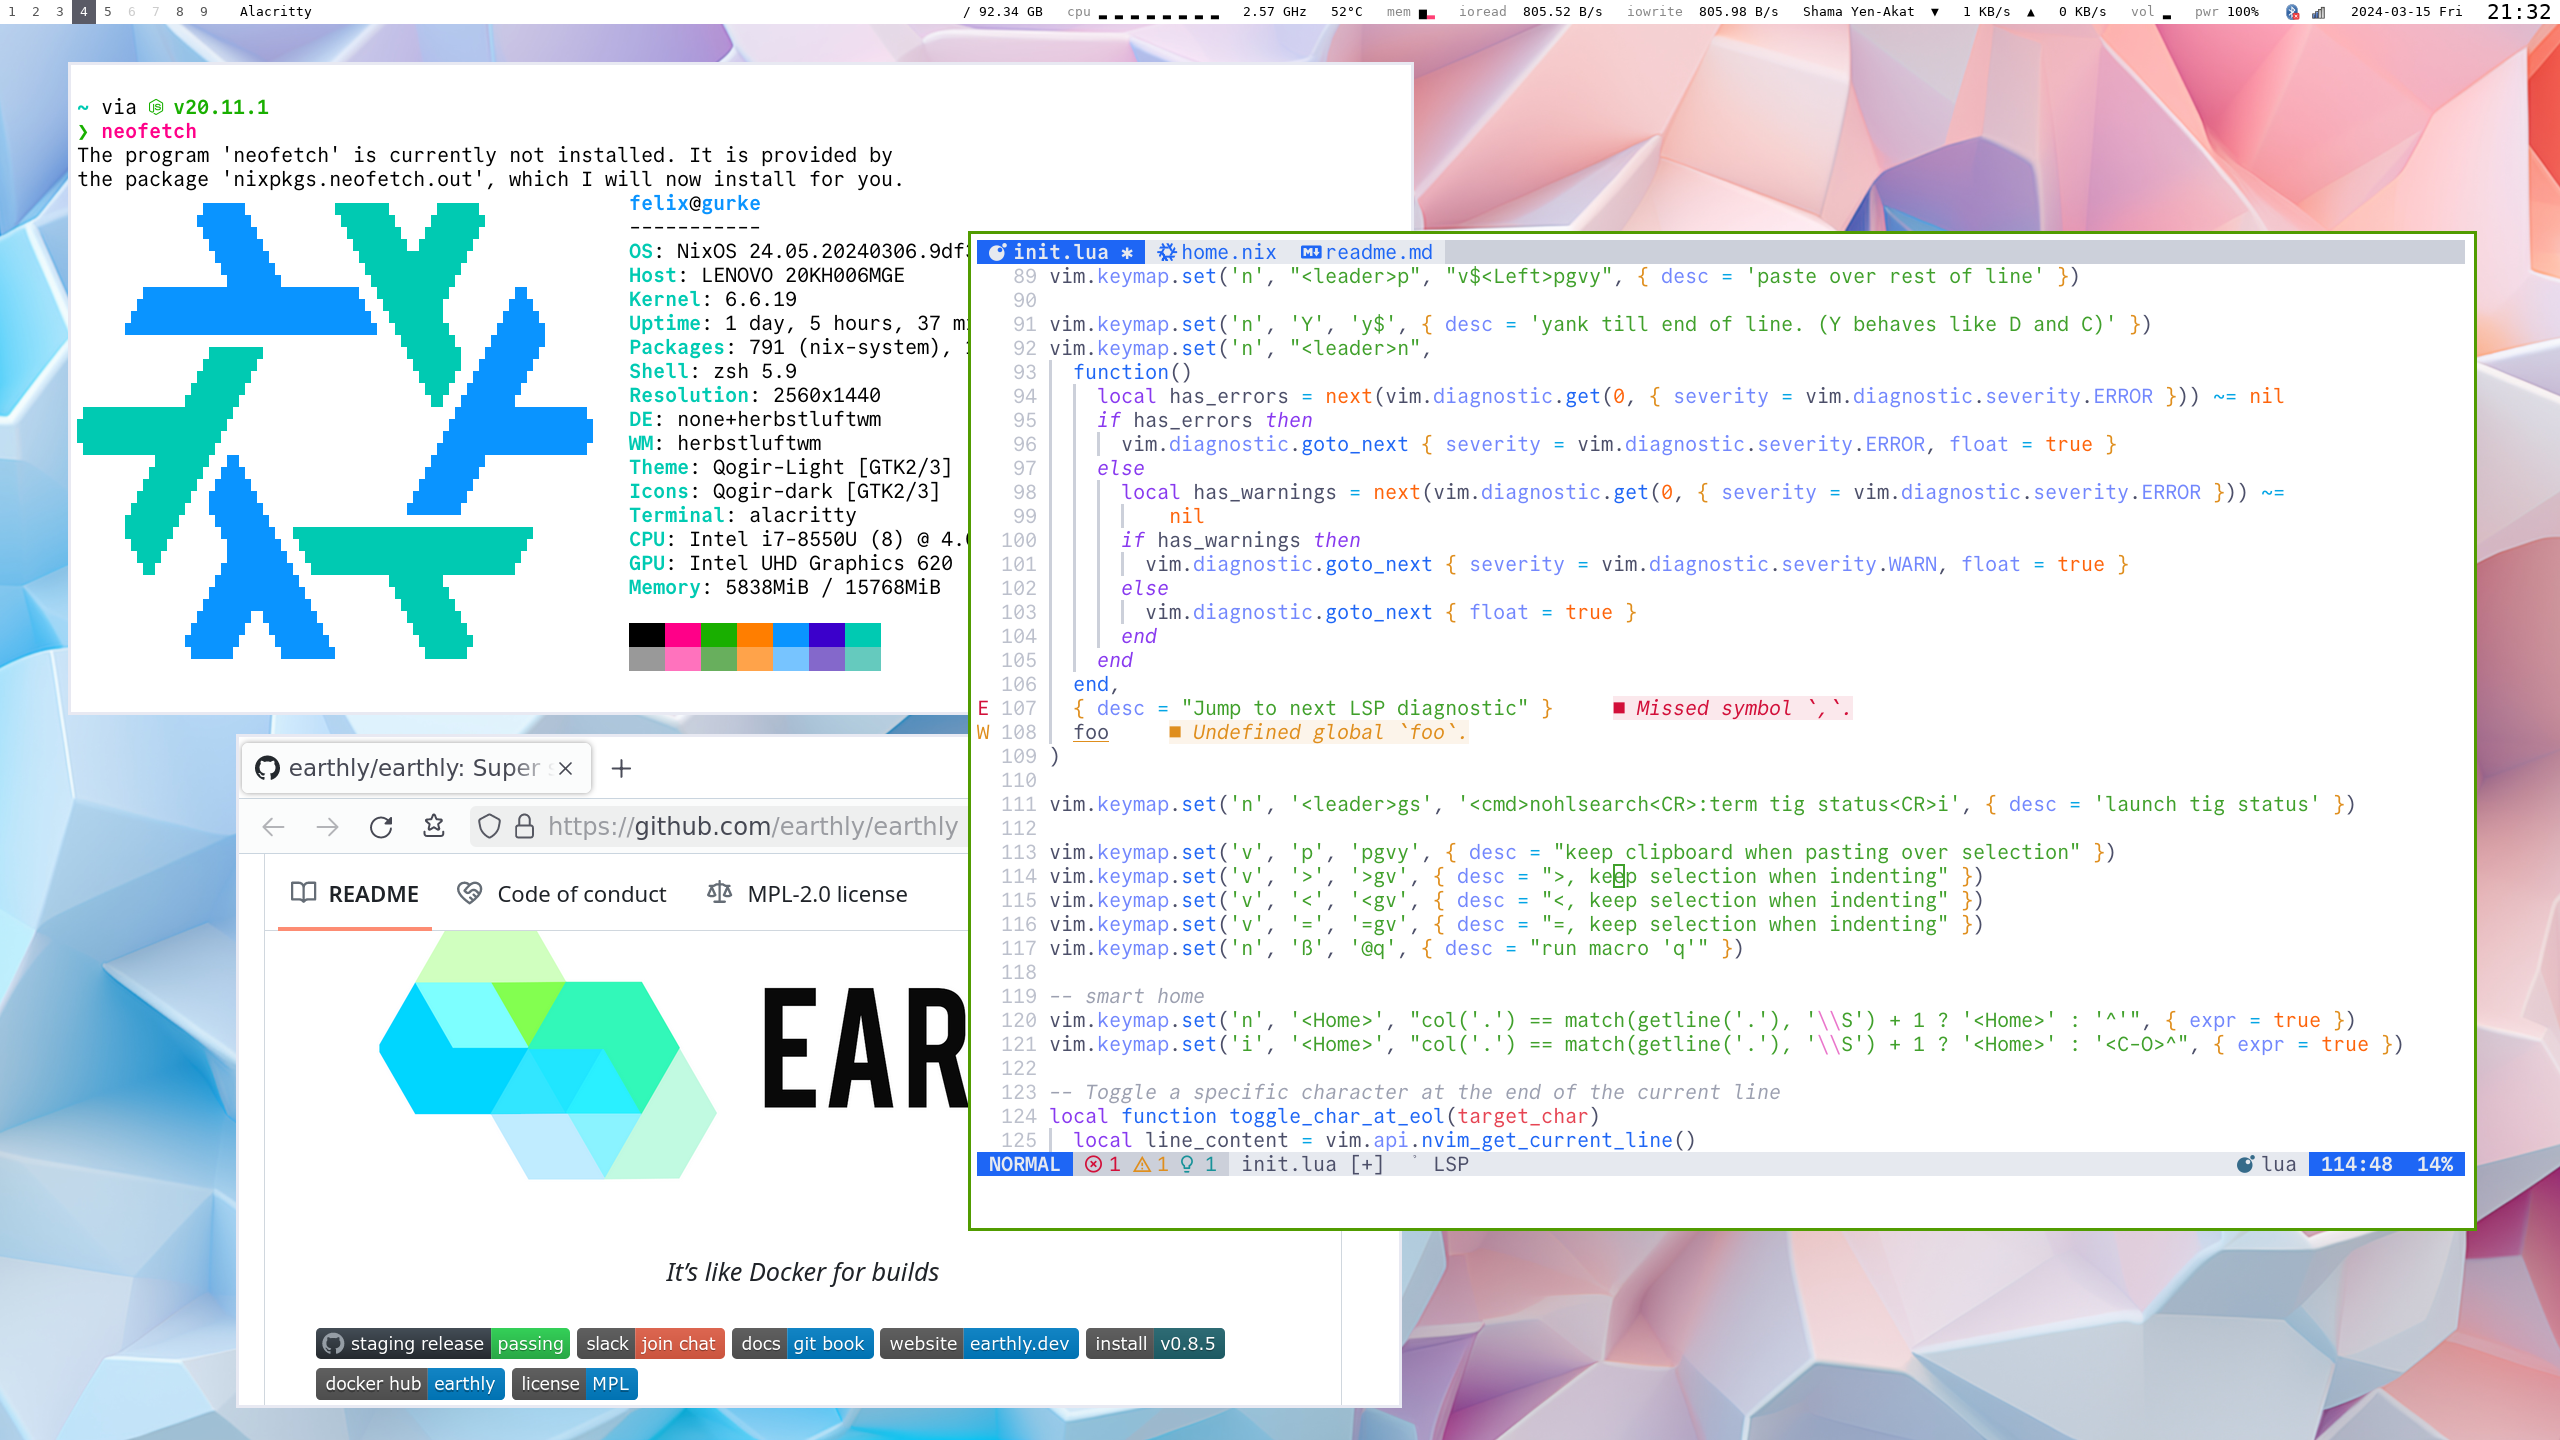 1 2 3 4 5 6 7 8 9 Alacritty
/ 92.34 GB cpu 2.57 GHz 52°C mem ioread 805.52 B/s iowrite 805.98 B/s Shama Yen-Akat ▼ 1 KB/s ▲ 0 KB/s vol pwr 100% 2024-03-15 Fri 21:32
~ via v20.11.1
❯ neofetch
The program 'neofetch' is currently not installed. It is provided by
the package 'nixpkgs.neofetch.out', which I will now install for you.
felix@gurke
-----------
OS: NixOS 24.05.20240306.9df
Host: LENOVO 20KH006MGE
Kernel: 6.6.19
Uptime: 1 day, 5 hours, 37
Packages: 791 (nix-system),
Shell: zsh 5.9
Resolution: 2560x1440
DE: none+herbstluftwm
WM: herbstluftwm
Theme: Qogir-Light [GTK2/3]
Icons: Qogir-dark [GTK2/3]
Terminal: alacritty
CPU: Intel i7-8550U (8) @ 4.
GPU: Intel UHD Graphics 620
Memory: 5838MiB / 15768MiB
init.lua ✱ home.nix readme.md
89 vim.keymap.set('n', "<leader>p", "v$<Left>pgvy", { desc = 'paste over rest of line' })
90
91 vim.keymap.set('n', 'Y', 'y$', { desc = 'yank till end of line. (Y behaves like D and C)' })
92 vim.keymap.set('n', "<leader>n",
93 function()
94 local has_errors = next(vim.diagnostic.get(0, { severity = vim.diagnostic.severity.ERROR })) ~= nil
95 if has_errors then
96 vim.diagnostic.goto_next { severity = vim.diagnostic.severity.ERROR, float = true }
97 else
98 local has_warnings = next(vim.diagnostic.get(0, { severity = vim.diagnostic.severity.ERROR })) ~=
99 nil
100 if has_warnings then
101 vim.diagnostic.goto_next { severity = vim.diagnostic.severity.WARN, float = true }
102 else
103 vim.diagnostic.goto_next { float = true }
104 end
105 end
106 end,
E 107 { desc = "Jump to next LSP diagnostic" } ■ Missed symbol `,`.
W 108 foo ■ Undefined global `foo`.
109 )
110
111 vim.keymap.set('n', '<leader>gs', '<cmd>nohlsearch<CR>:term tig status<CR>i', { desc = 'launch tig status' })
112
113 vim.keymap.set('v', 'p', 'pgvy', { desc = "keep clipboard when pasting over selection" })
114 vim.keymap.set('v', '>', '>gv', { desc = ">, keep selection when indenting" })
115 vim.keymap.set('v', '<', '<gv', { desc = "<, keep selection when indenting" })
116 vim.keymap.set('v', '=', '=gv', { desc = "=, keep selection when indenting" })
117 vim.keymap.set('n', 'ß', '@q', { desc = "run macro 'q'" })
118
119 -- smart home
120 vim.keymap.set('n', '<Home>', "col('.') == match(getline('.'), '\\S') + 1 ? '<Home>' : '^'", { expr = true })
121 vim.keymap.set('i', '<Home>', "col('.') == match(getline('.'), '\\S') + 1 ? '<Home>' : '<C-O>^", { expr = true })
122
123 -- Toggle a specific character at the end of the current line
124 local function toggle_char_at_eol(target_char)
125 local line_content = vim.api.nvim_get_current_line()
NORMAL 1 1 1 init.lua [+] LSP lua 114:48 14%
earthly/earthly: Super
https://github.com/earthly/earthly
README Code of conduct MPL-2.0 license
EAR
It's like Docker for builds
staging release passing slack join chat docs git book website earthly.dev install v0.8.5
docker hub earthly license MPL